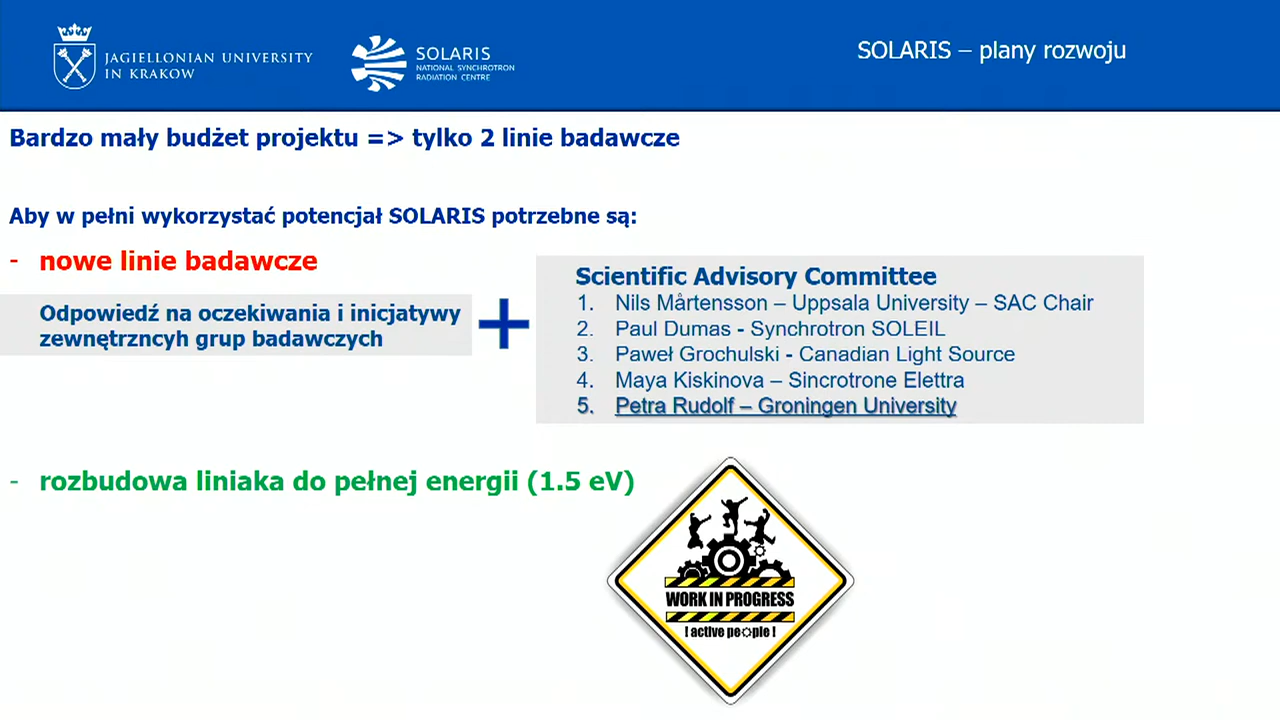 JAGIELLONIAN UNIVERSITY
IN KRAKOW
SOLARIS
NATIONAL SYNCHROTRON
RADIATION CENTRE
SOLARIS – plany rozwoju
Bardzo mały budżet projektu => tylko 2 linie badawcze
Aby w pełni wykorzystać potencjał SOLARIS potrzebne są:
- nowe linie badawcze
Odpowiedź na oczekiwania i inicjatywy
zewnętrzncyh grup badawczych
Scientific Advisory Committee
1. Nils Mårtensson – Uppsala University – SAC Chair
2. Paul Dumas - Synchrotron SOLEIL
3. Paweł Grochulski - Canadian Light Source
4. Maya Kiskinova – Sincrotrone Elettra
5. Petra Rudolf – Groningen University
- rozbudowa liniaka do pełnej energii (1.5 eV)
WORK IN PROGRESS
! active people !